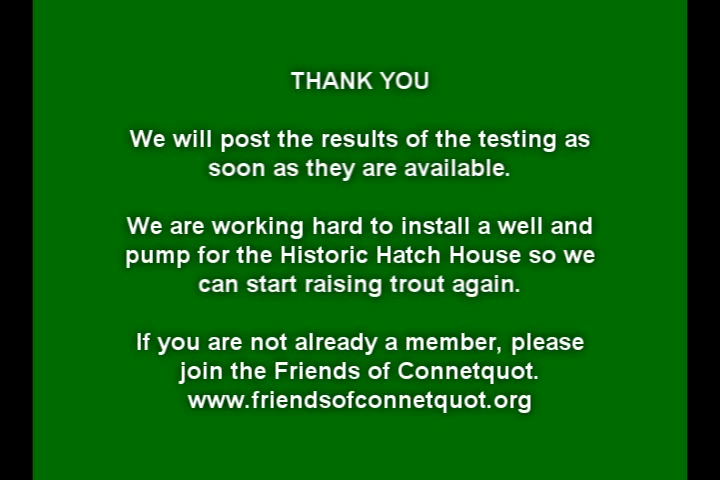 THANK YOU
We will post the results of the testing as
soon as they are available.
We are working hard to install a well and
pump for the Historic Hatch House so we
can start raising trout again.
If you are not already a member, please
join the Friends of Connetquot.
www.friendsofconnetquot.org